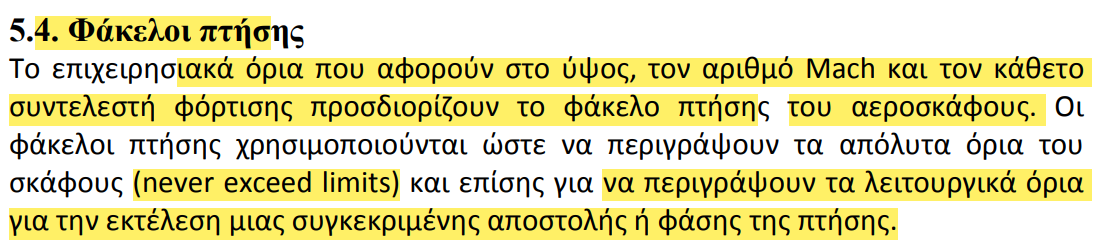 5.4. Φάκελοι πτήσης
Το επιχειρησιακά όρια που αφορούν στο ύψος, τον αριθμό Mach και τον κάθετο
συντελεστή φόρτισης προσδιορίζουν το φάκελο πτήσης του αεροσκάφους. Οι
φάκελοι πτήσης χρησιμοποιούνται ώστε να περιγράψουν τα απόλυτα όρια του
σκάφους (never exceed limits) και επίσης για να περιγράψουν τα λειτουργικά όρια
για την εκτέλεση μιας συγκεκριμένης αποστολής ή φάσης της πτήσης.